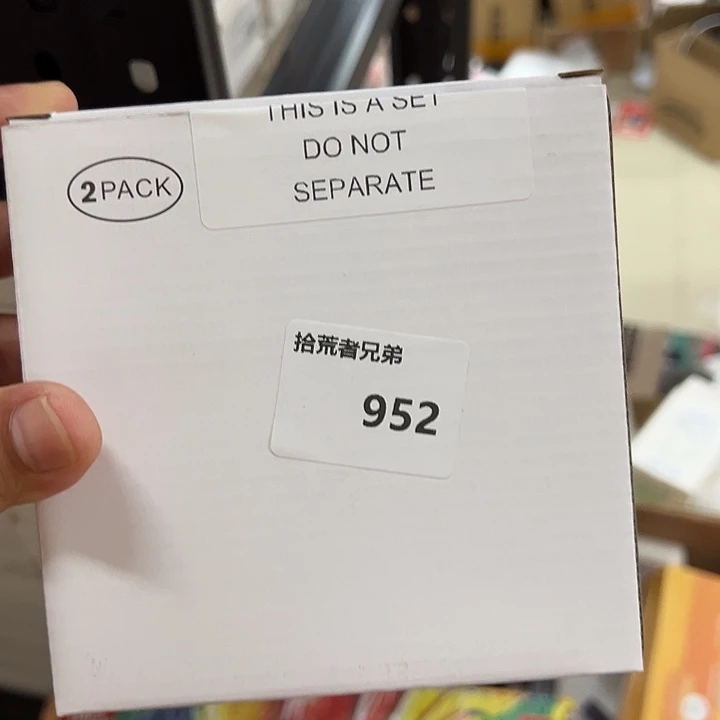 THIS IS A SET
DO NOT
SEPARATE
2PACK
拾荒者兄弟
952